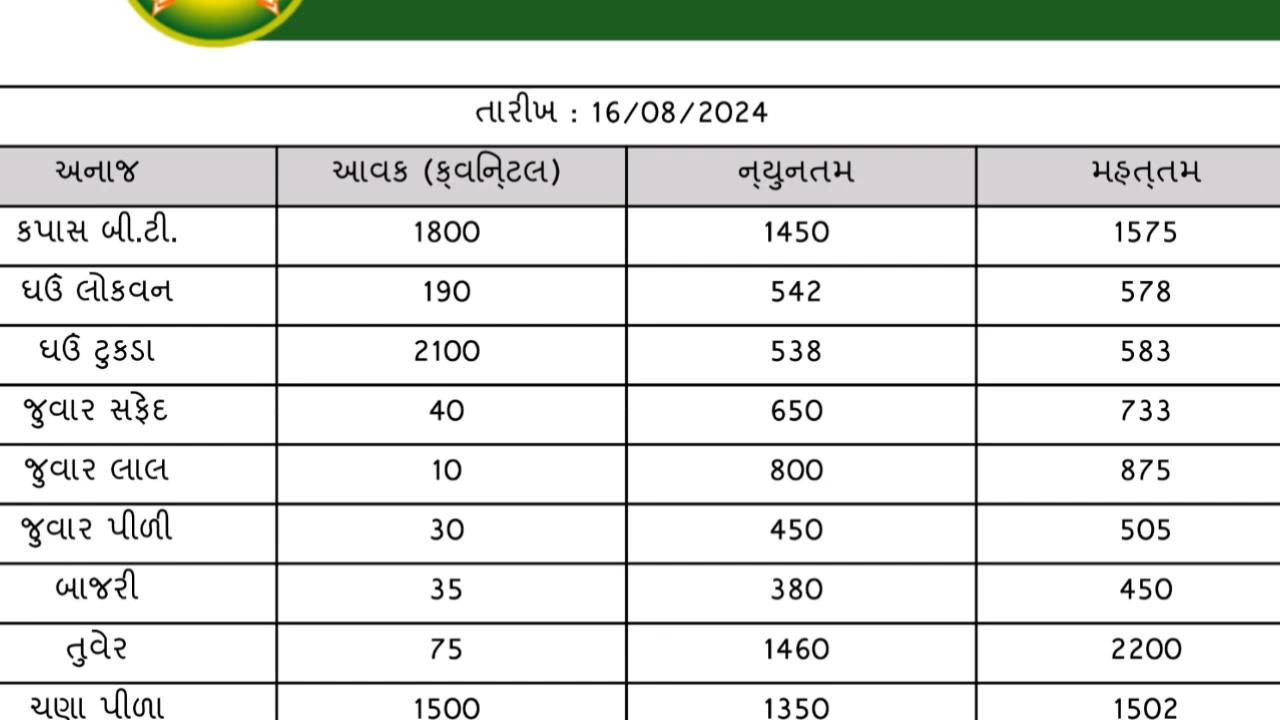 તારીખ : 16/08/2024
અનાજ આવક (ક્વિન્ટલ) ન્યુનતમ મહત્તમ
કપાસ બી.ટી. 1800 1450 1575
ઘઉં લોકવન 190 542 578
ઘઉં ટુકડા 2100 538 583
જુવાર સફેદ 40 650 733
જુવાર લાલ 10 800 875
જુવાર પીળી 30 450 505
બાજરી 35 380 450
તુવેર 75 1460 2200
ચણા પીળા 1500 1350 1502